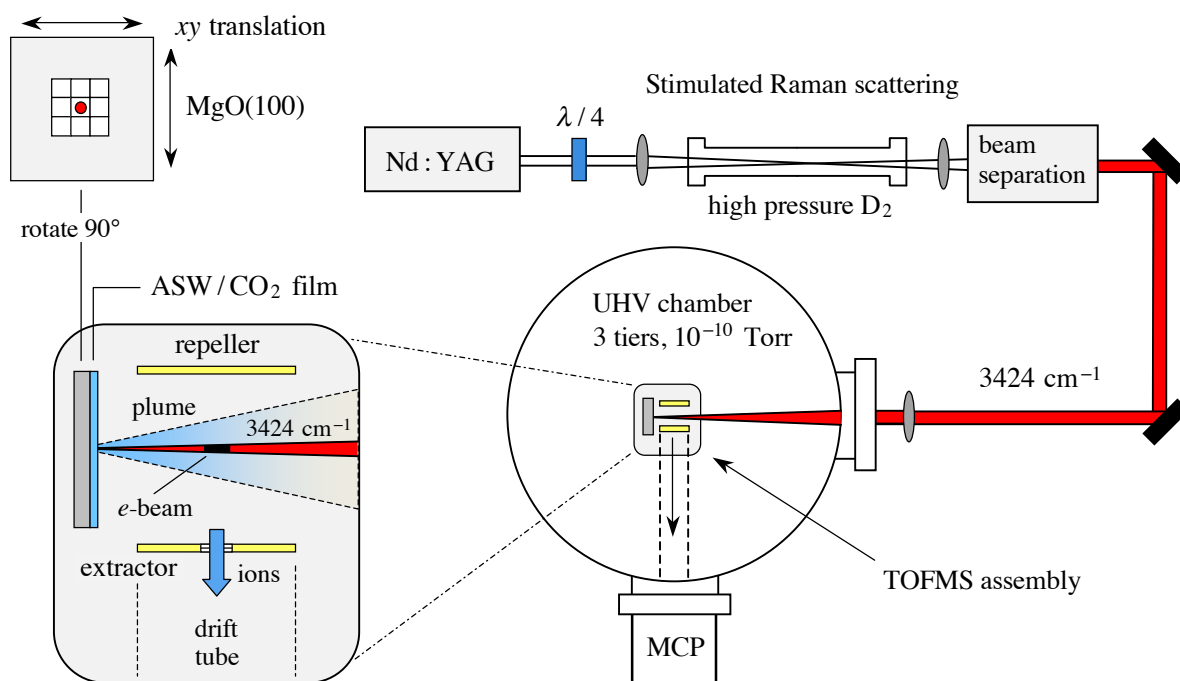 xy translation
MgO(100)
rotate 90°
ASW / CO₂ film
Stimulated Raman scattering
λ / 4
Nd : YAG
beam
separation
high pressure D₂
UHV chamber
3 tiers, 10⁻¹⁰ Torr
3424 cm⁻¹
repeller
plume
3424 cm⁻¹
e-beam
extractor
ions
drift
tube
TOFMS assembly
MCP